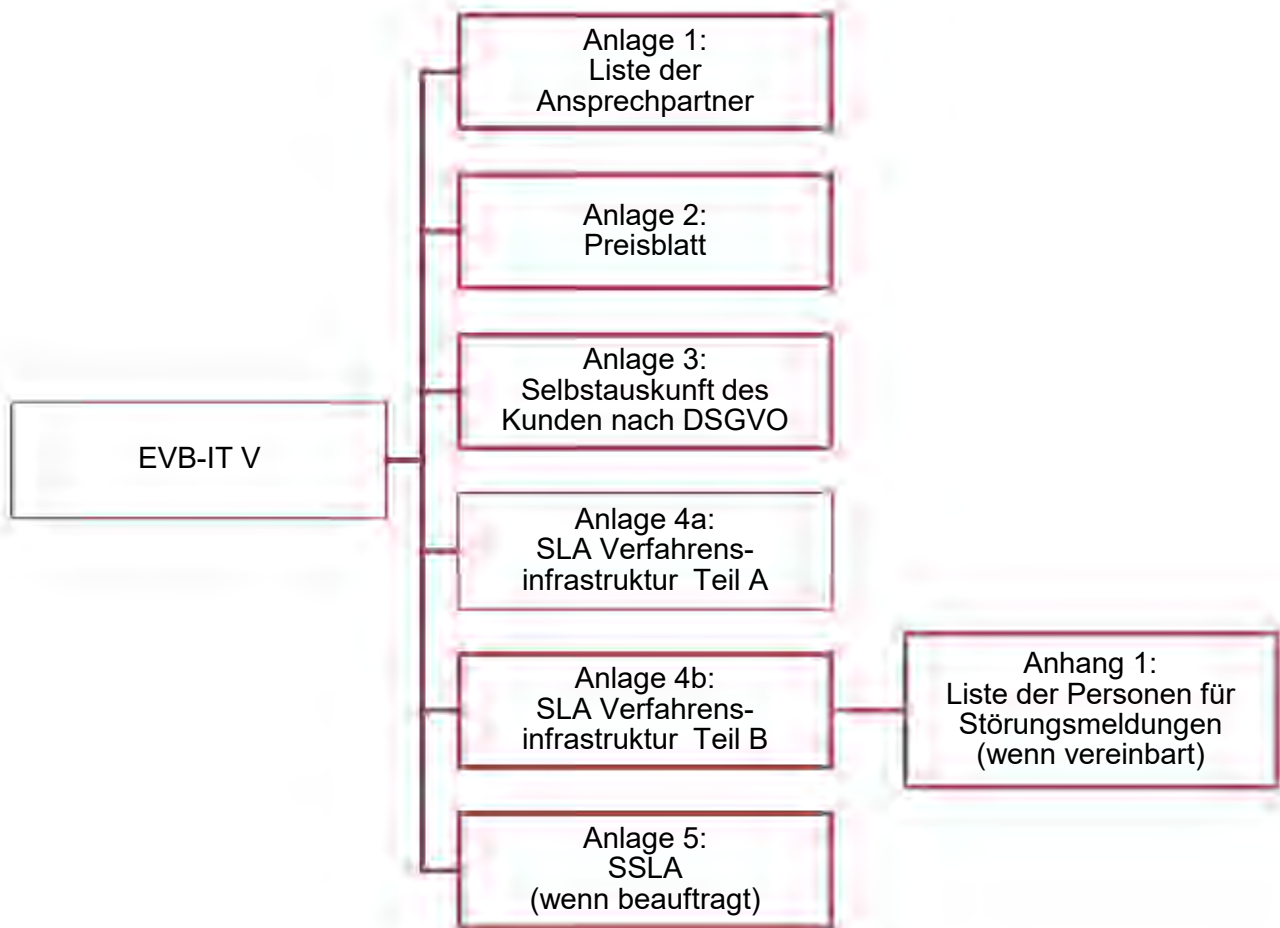 Anlage 1:
Liste der
Ansprechpartner
Anlage 2:
Preisblatt
Anlage 3:
Selbstauskunft des
Kunden nach DSGVO
EVB-IT V
Anlage 4a:
SLA Verfahrens-
infrastruktur Teil A
Anlage 4b:
SLA Verfahrens-
infrastruktur Teil B
Anhang 1:
Liste der Personen für
Störungsmeldungen
(wenn vereinbart)
Anlage 5:
SSLA
(wenn beauftragt)